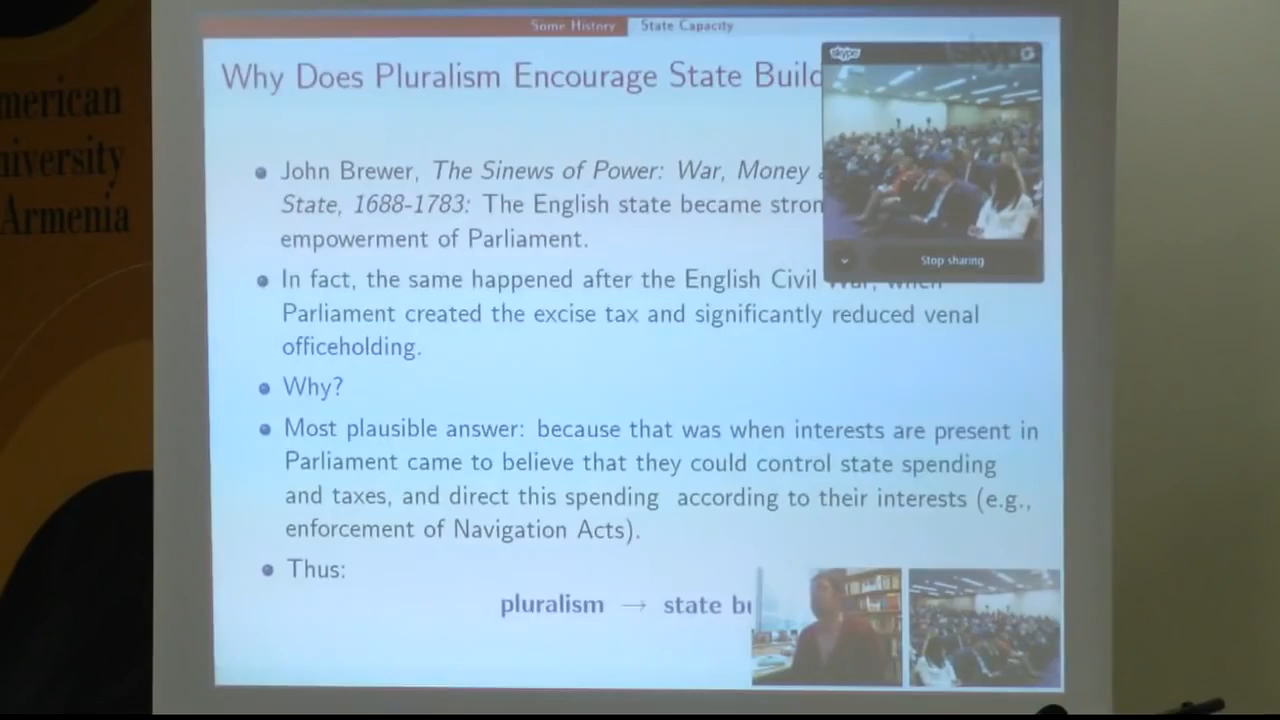 Some History State Capacity
Why Does Pluralism Encourage State Build
skype
John Brewer, The Sinews of Power: War, Money
State, 1688-1783: The English state became stron
empowerment of Parliament.
Stop sharing
In fact, the same happened after the English Civil War, when
Parliament created the excise tax and significantly reduced venal
officeholding.
Why?
Most plausible answer: because that was when interests are present in
Parliament came to believe that they could control state spending
and taxes, and direct this spending according to their interests (e.g.,
enforcement of Navigation Acts).
Thus:
pluralism → state bu
merican
niversity
Armenia